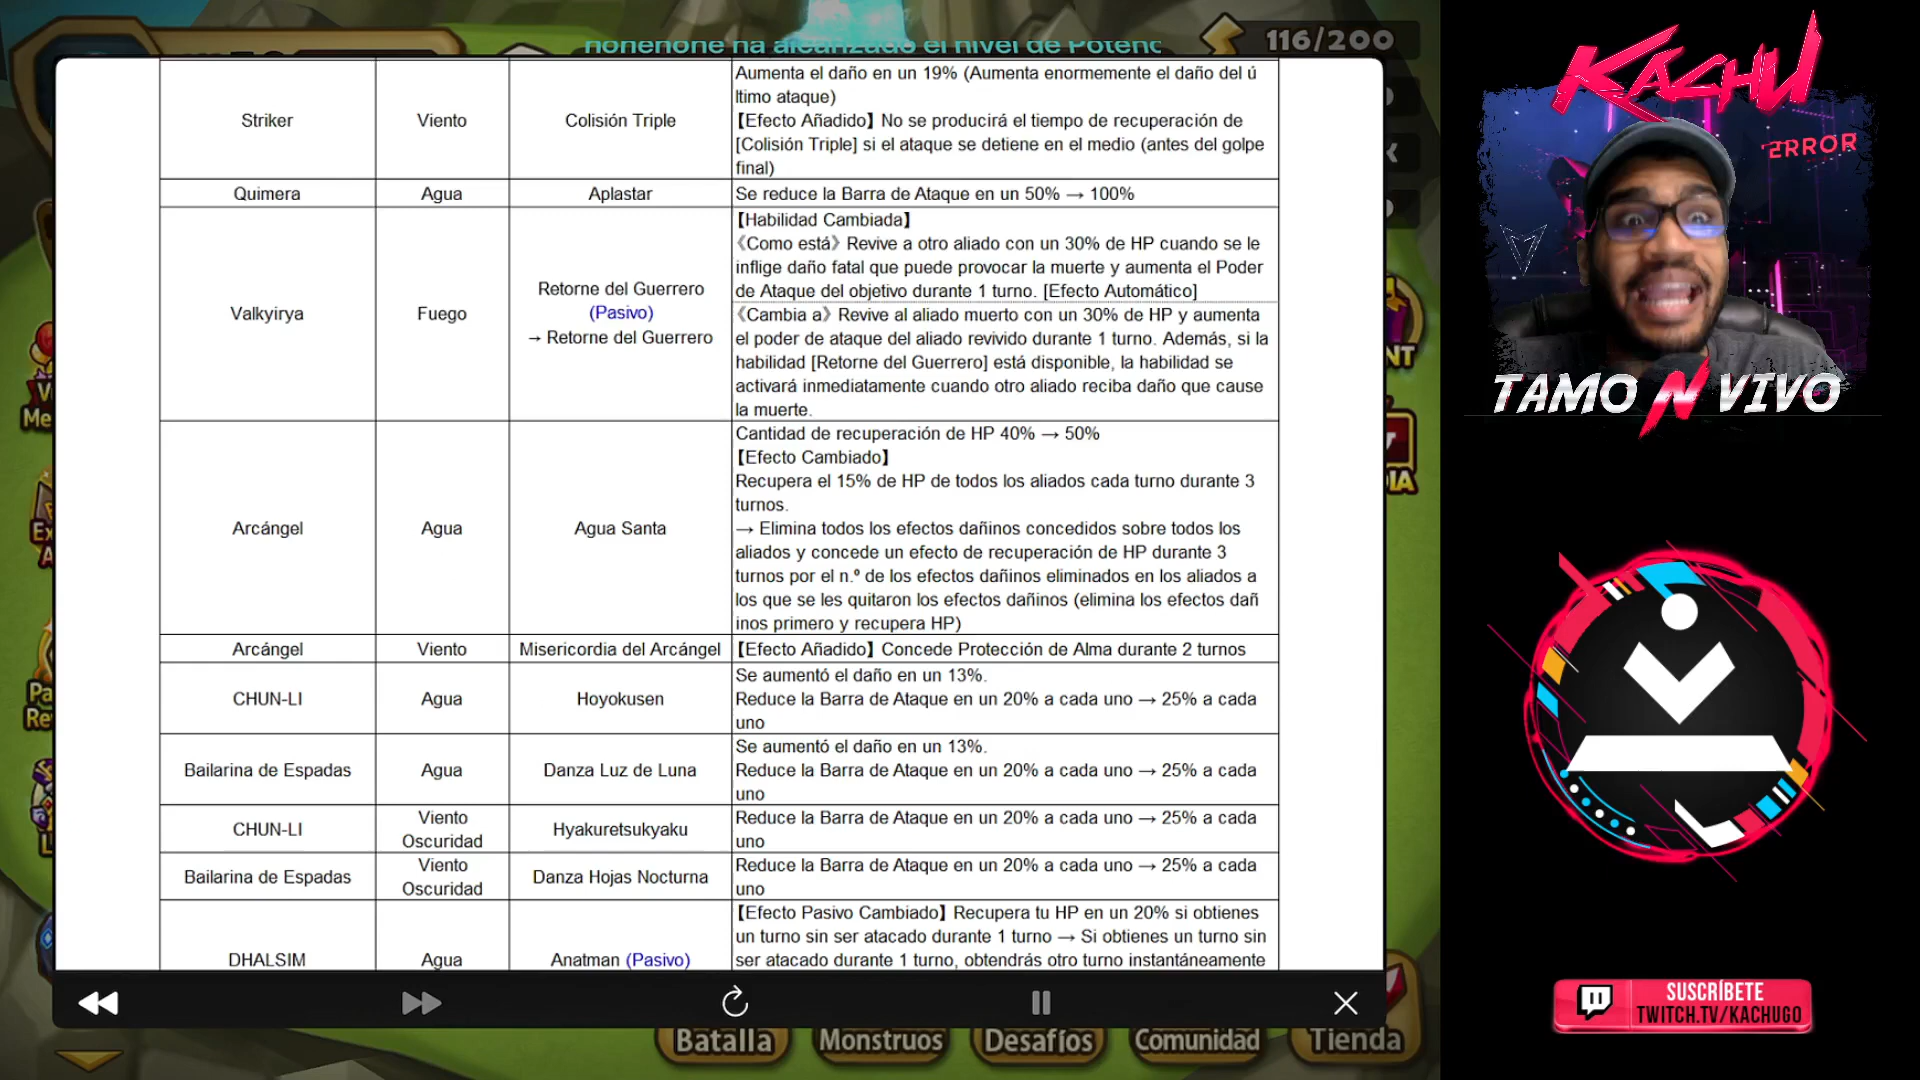 116/200
Striker
Viento
Colisión Triple
Aumenta el daño en un 19% (Aumenta enormemente el daño del ú
ltimo ataque)
【Efecto Añadido】No se producirá el tiempo de recuperación de
[Colisión Triple] si el ataque se detiene en el medio (antes del golpe
final)
Quimera
Agua
Aplastar
Se reduce la Barra de Ataque en un 50% → 100%
Valkyirya
Fuego
Retorne del Guerrero
(Pasivo)
→ Retorne del Guerrero
【Habilidad Cambiada】
《Como está》Revive a otro aliado con un 30% de HP cuando se le
inflige daño fatal que puede provocar la muerte y aumenta el Poder
de Ataque del objetivo durante 1 turno. [Efecto Automático]
《Cambia a》Revive al aliado muerto con un 30% de HP y aumenta
el poder de ataque del aliado revivido durante 1 turno. Además, si la
habilidad [Retorne del Guerrero] está disponible, la habilidad se
activará inmediatamente cuando otro aliado reciba daño que cause
la muerte.
Arcángel
Agua
Agua Santa
Cantidad de recuperación de HP 40% → 50%
【Efecto Cambiado】
Recupera el 15% de HP de todos los aliados cada turno durante 3
turnos.
→ Elimina todos los efectos dañinos concedidos sobre todos los
aliados y concede un efecto de recuperación de HP durante 3
turnos por el n.º de los efectos dañinos eliminados en los aliados a
los que se les quitaron los efectos dañinos (elimina los efectos dañ
inos primero y recupera HP)
Arcángel
Viento
Misericordia del Arcángel
【Efecto Añadido】Concede Protección de Alma durante 2 turnos
CHUN-LI
Agua
Hoyokusen
Se aumentó el daño en un 13%.
Reduce la Barra de Ataque en un 20% a cada uno → 25% a cada
uno
Bailarina de Espadas
Agua
Danza Luz de Luna
Se aumentó el daño en un 13%.
Reduce la Barra de Ataque en un 20% a cada uno → 25% a cada
uno
CHUN-LI
Viento
Oscuridad
Hyakuretsukyaku
Reduce la Barra de Ataque en un 20% a cada uno → 25% a cada
uno
Bailarina de Espadas
Viento
Oscuridad
Danza Hojas Nocturna
Reduce la Barra de Ataque en un 20% a cada uno → 25% a cada
uno
DHALSIM
Agua
Anatman (Pasivo)
【Efecto Pasivo Cambiado】Recupera tu HP en un 20% si obtienes
un turno sin ser atacado durante 1 turno → Si obtienes un turno sin
ser atacado durante 1 turno, obtendrás otro turno instantáneamente
Batalla
Monstruos
Desafíos
Comunidad
Tienda
KACHU
ERROR
TAMO N VIVO
SUSCRÍBETE
TWITCH.TV/KACHUGO